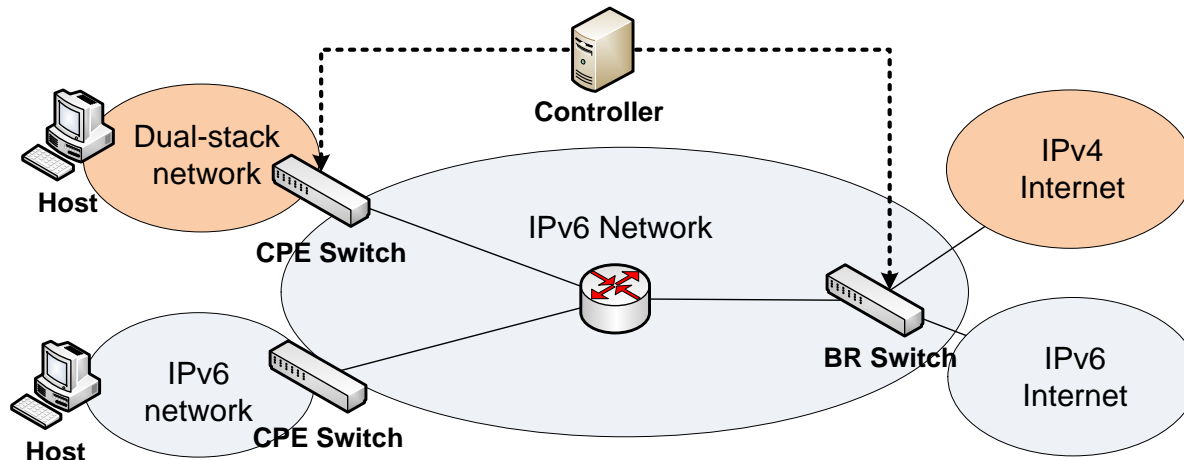 Controller
Dual-stack
network
Host
CPE Switch
IPv6 Network
IPv4
Internet
BR Switch
IPv6
Internet
IPv6
network
Host
CPE Switch